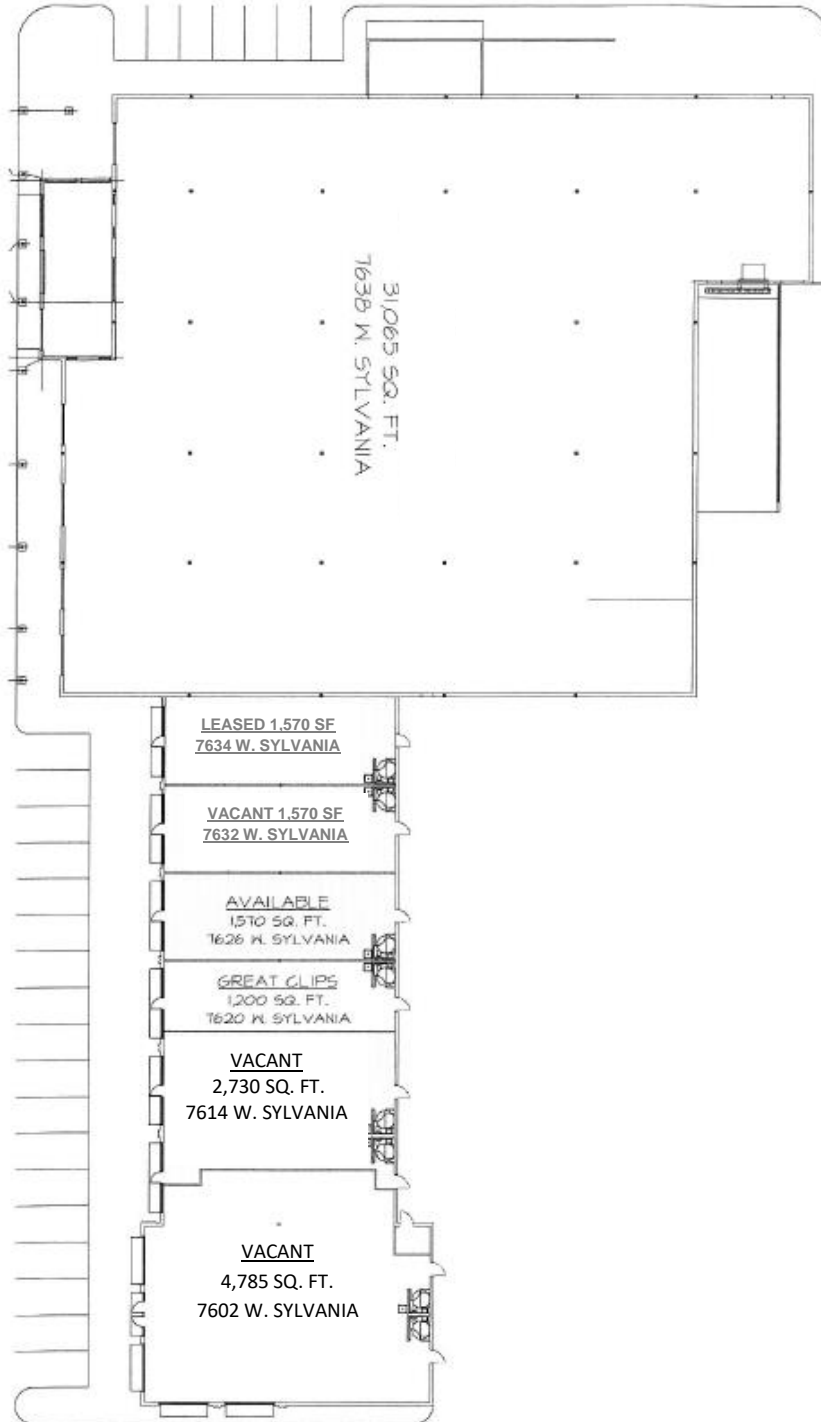 31,065 SQ. FT.
7638 W. SYLVANIA
LEASED 1,570 SF
7634 W. SYLVANIA
VACANT 1,570 SF
7632 W. SYLVANIA
AVAILABLE
1,570 SQ. FT.
7626 W. SYLVANIA
GREAT CLIPS
1,200 SQ. FT.
7620 W. SYLVANIA
VACANT
2,730 SQ. FT.
7614 W. SYLVANIA
VACANT
4,785 SQ. FT.
7602 W. SYLVANIA